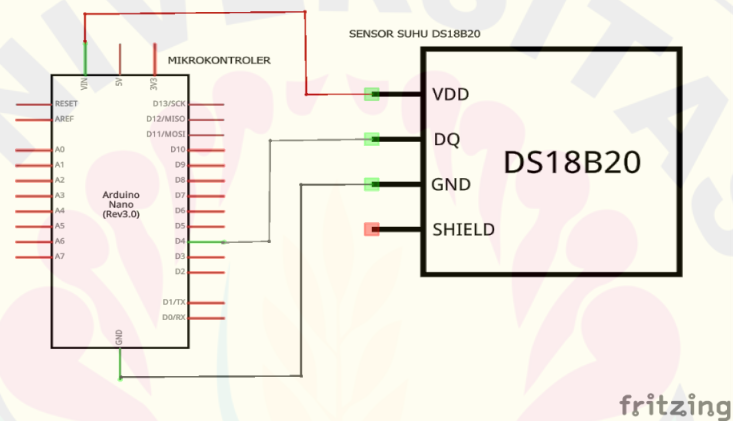 SENSOR SUHU DS18B20
MIKROKONTROLER
VIN
5V
3V3
RESET
AREF
A0
A1
A2
A3
A4
A5
A6
A7
Arduino
Nano
(Rev3.0)
D13/SCK
D12/MISO
D11/MOSI
D10
D9
D8
D7
D6
D5
D4
D3
D2
D1/TX
D0/RX
GND
VDD
DQ
GND
SHIELD
DS18B20
fritzing